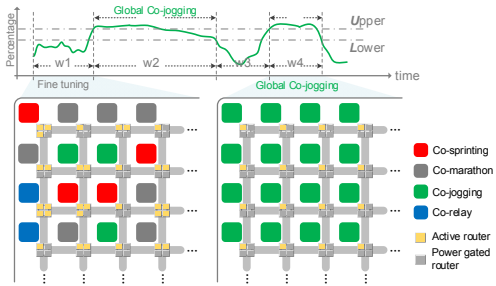 Global Co-jogging
Upper
Lower
Percentage
w1
w2
w3
w4
time
Fine tuning
Global Co-jogging
...
...
...
...
...
...
...
...
Co-sprinting
Co-marathon
Co-jogging
Co-relay
Active router
Power gated
router